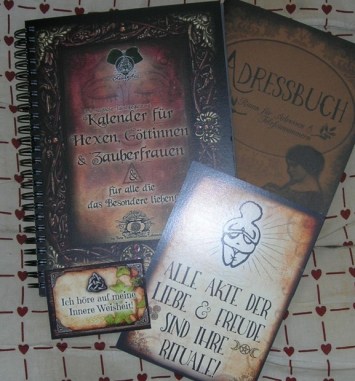 Kalender für
Hexen, Göttinnen
& Zauberfrauen
für alle die
das Besondere lieben!
ADRESSBUCH
Ich höre auf meine
Innere Weisheit!
ALLE AKTE DER
LIEBE & FREUDE
SIND IHRE
RITUALE!